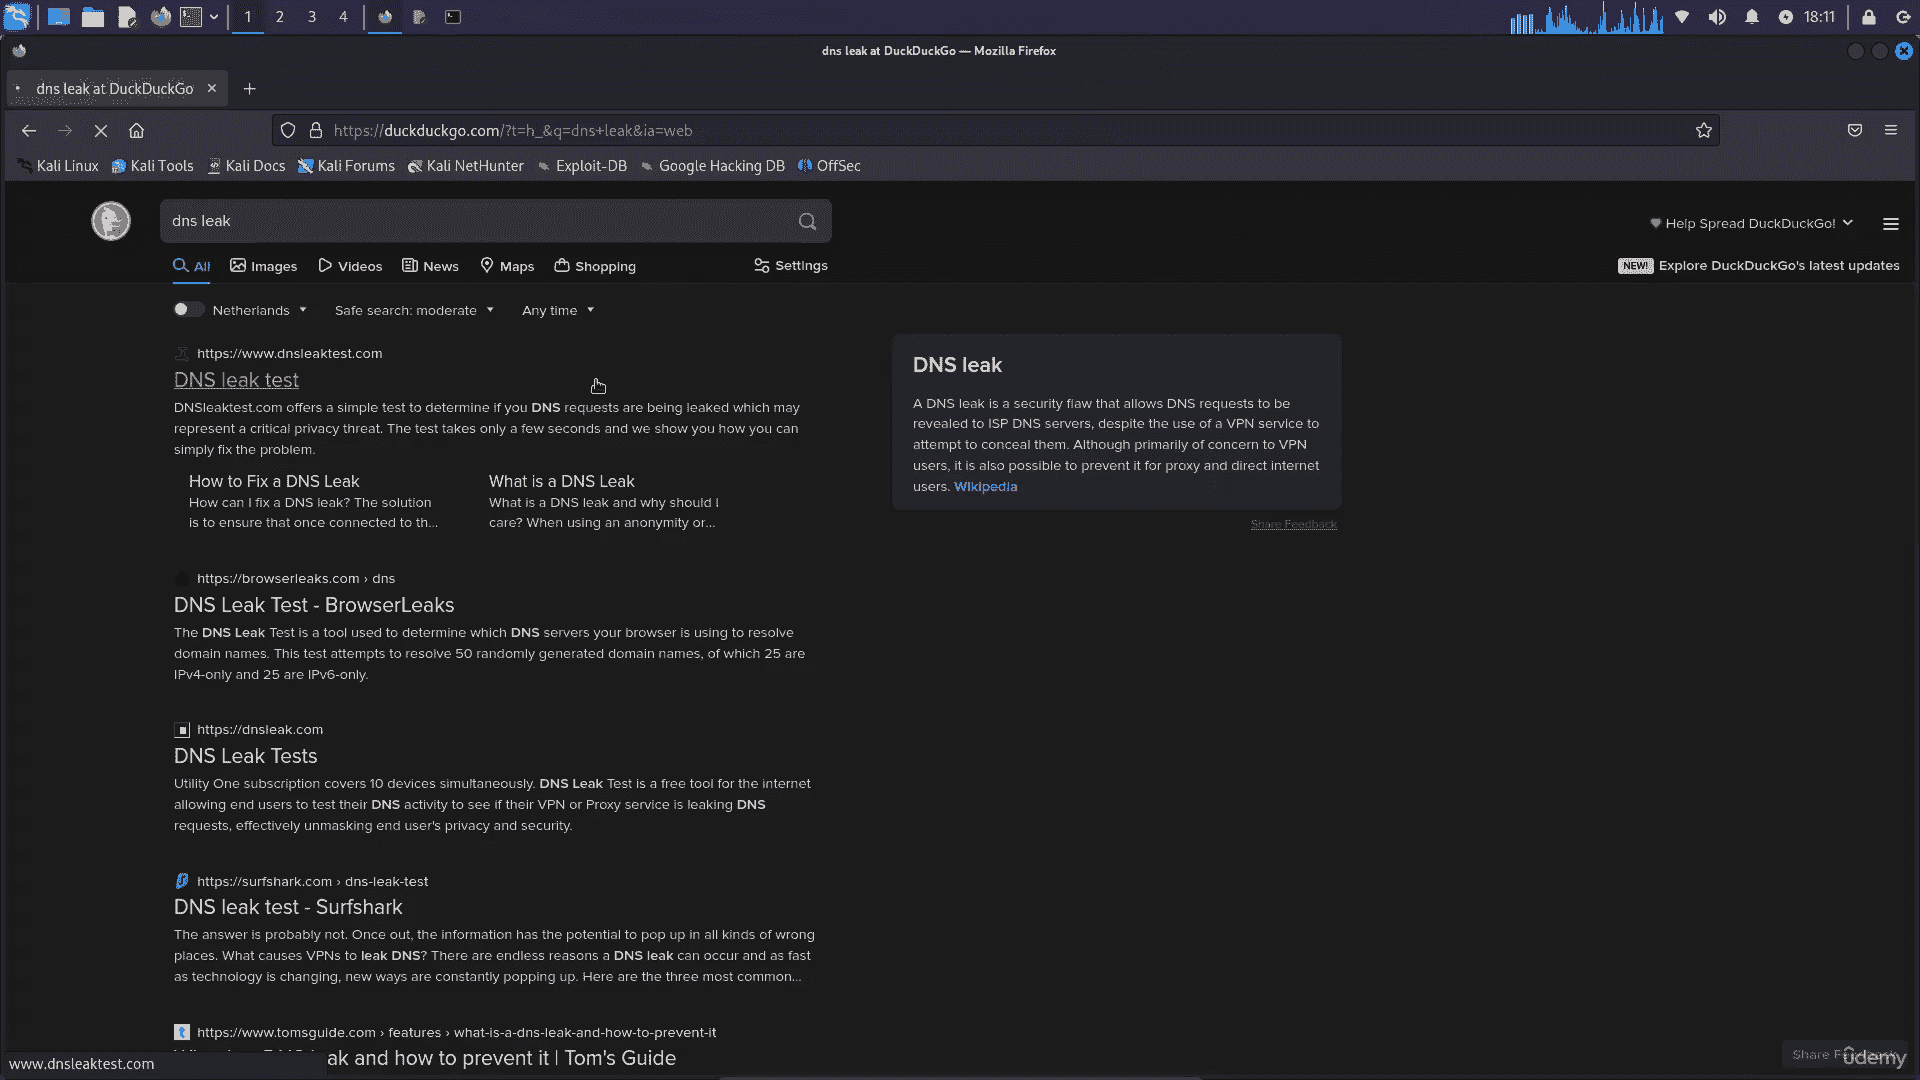 1 2 3 4 18:11
dns leak at DuckDuckGo — Mozilla Firefox
dns leak at DuckDuckGo
https://duckduckgo.com/?t=h_&q=dns+leak&ia=web
Kali Linux Kali Tools Kali Docs Kali Forums Kali NetHunter Exploit-DB Google Hacking DB OffSec
dns leak
Help Spread DuckDuckGo!
All Images Videos News Maps Shopping Settings
NEW! Explore DuckDuckGo's latest updates
Netherlands Safe search: moderate Any time
https://www.dnsleaktest.com
DNS leak test
DNSleaktest.com offers a simple test to determine if you DNS requests are being leaked which may
represent a critical privacy threat. The test takes only a few seconds and we show you how you can
simply fix the problem.
How to Fix a DNS Leak
How can I fix a DNS leak? The solution
is to ensure that once connected to th...
What is a DNS Leak
What is a DNS leak and why should I
care? When using an anonymity or...
DNS leak
A DNS leak is a security flaw that allows DNS requests to be
revealed to ISP DNS servers, despite the use of a VPN service to
attempt to conceal them. Although primarily of concern to VPN
users, it is also possible to prevent it for proxy and direct internet
users. Wikipedia
Share Feedback
https://browserleaks.com › dns
DNS Leak Test - BrowserLeaks
The DNS Leak Test is a tool used to determine which DNS servers your browser is using to resolve
domain names. This test attempts to resolve 50 randomly generated domain names, of which 25 are
IPv4-only and 25 are IPv6-only.
https://dnsleak.com
DNS Leak Tests
Utility One subscription covers 10 devices simultaneously. DNS Leak Test is a free tool for the internet
allowing end users to test their DNS activity to see if their VPN or Proxy service is leaking DNS
requests, effectively unmasking end user's privacy and security.
https://surfshark.com › dns-leak-test
DNS leak test - Surfshark
The answer is probably not. Once out, the information has the potential to pop up in all kinds of wrong
places. What causes VPNs to leak DNS? There are endless reasons a DNS leak can occur and as fast
as technology is changing, new ways are constantly popping up. Here are the three most common...
https://www.tomsguide.com › features › what-is-a-dns-leak-and-how-to-prevent-it
ak and how to prevent it | Tom's Guide
www.dnsleaktest.com
Share
ûdemy